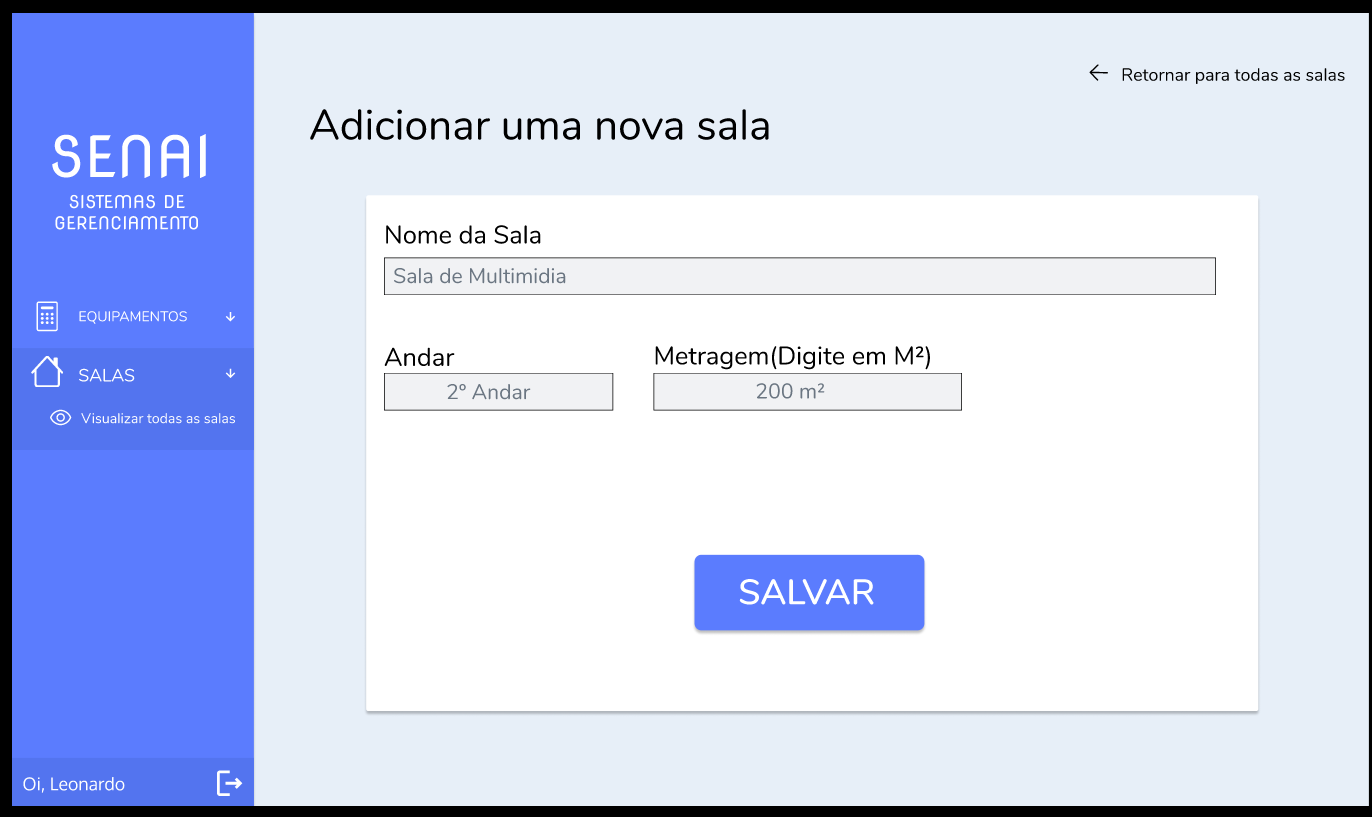 SENAI
SISTEMAS DE
GERENCIAMENTO
EQUIPAMENTOS
SALAS
Visualizar todas as salas
Oi, Leonardo
Retornar para todas as salas
Adicionar uma nova sala
Nome da Sala
Sala de Multimidia
Andar
Metragem(Digite em M²)
2º Andar
200 m²
SALVAR